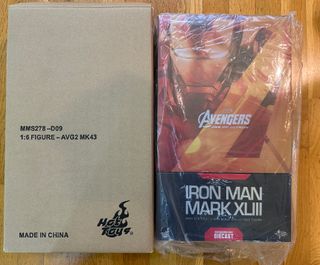 MMS278-D09
1:6 FIGURE – AVG2 MK43
Hot Toys
MADE IN CHINA
AVENGERS
IRON MAN
MARK XLIII
DIECAST